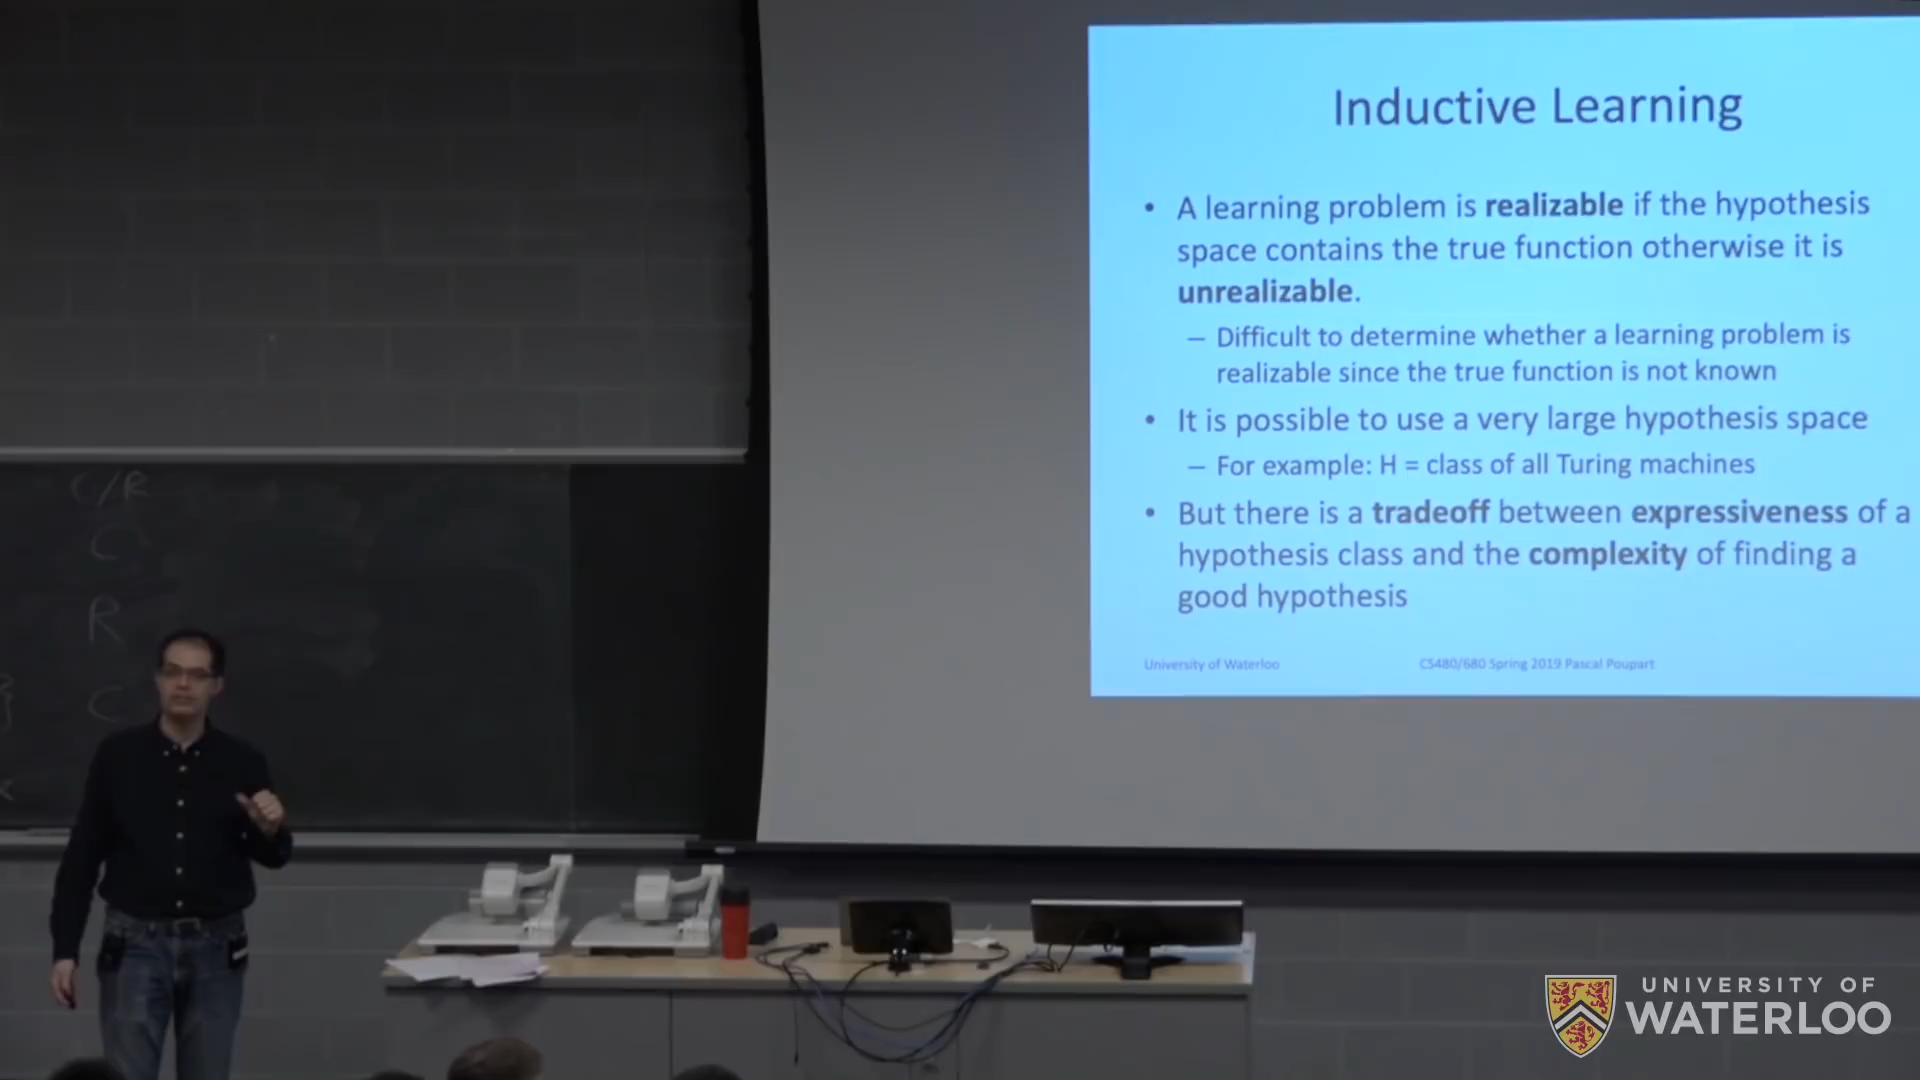 Inductive Learning
• A learning problem is realizable if the hypothesis
space contains the true function otherwise it is
unrealizable.
– Difficult to determine whether a learning problem is
realizable since the true function is not known
• It is possible to use a very large hypothesis space
– For example: H = class of all Turing machines
• But there is a tradeoff between expressiveness of a
hypothesis class and the complexity of finding a
good hypothesis
University of Waterloo
CS480/680 Spring 2019 Pascal Poupart
C/R
C
R
C
UNIVERSITY OF
WATERLOO